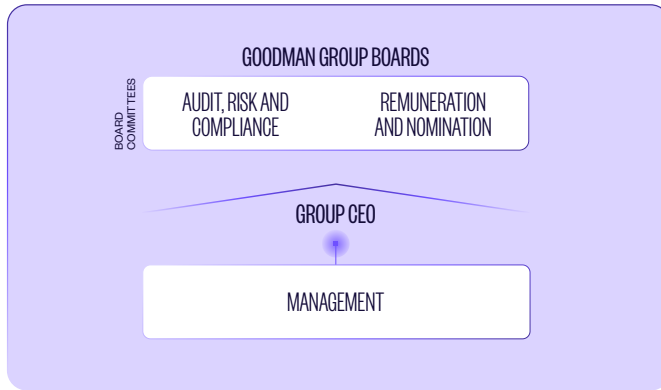 GOODMAN GROUP BOARDS
BOARD
COMMITTEES
AUDIT, RISK AND
COMPLIANCE
REMUNERATION
AND NOMINATION
GROUP CEO
MANAGEMENT